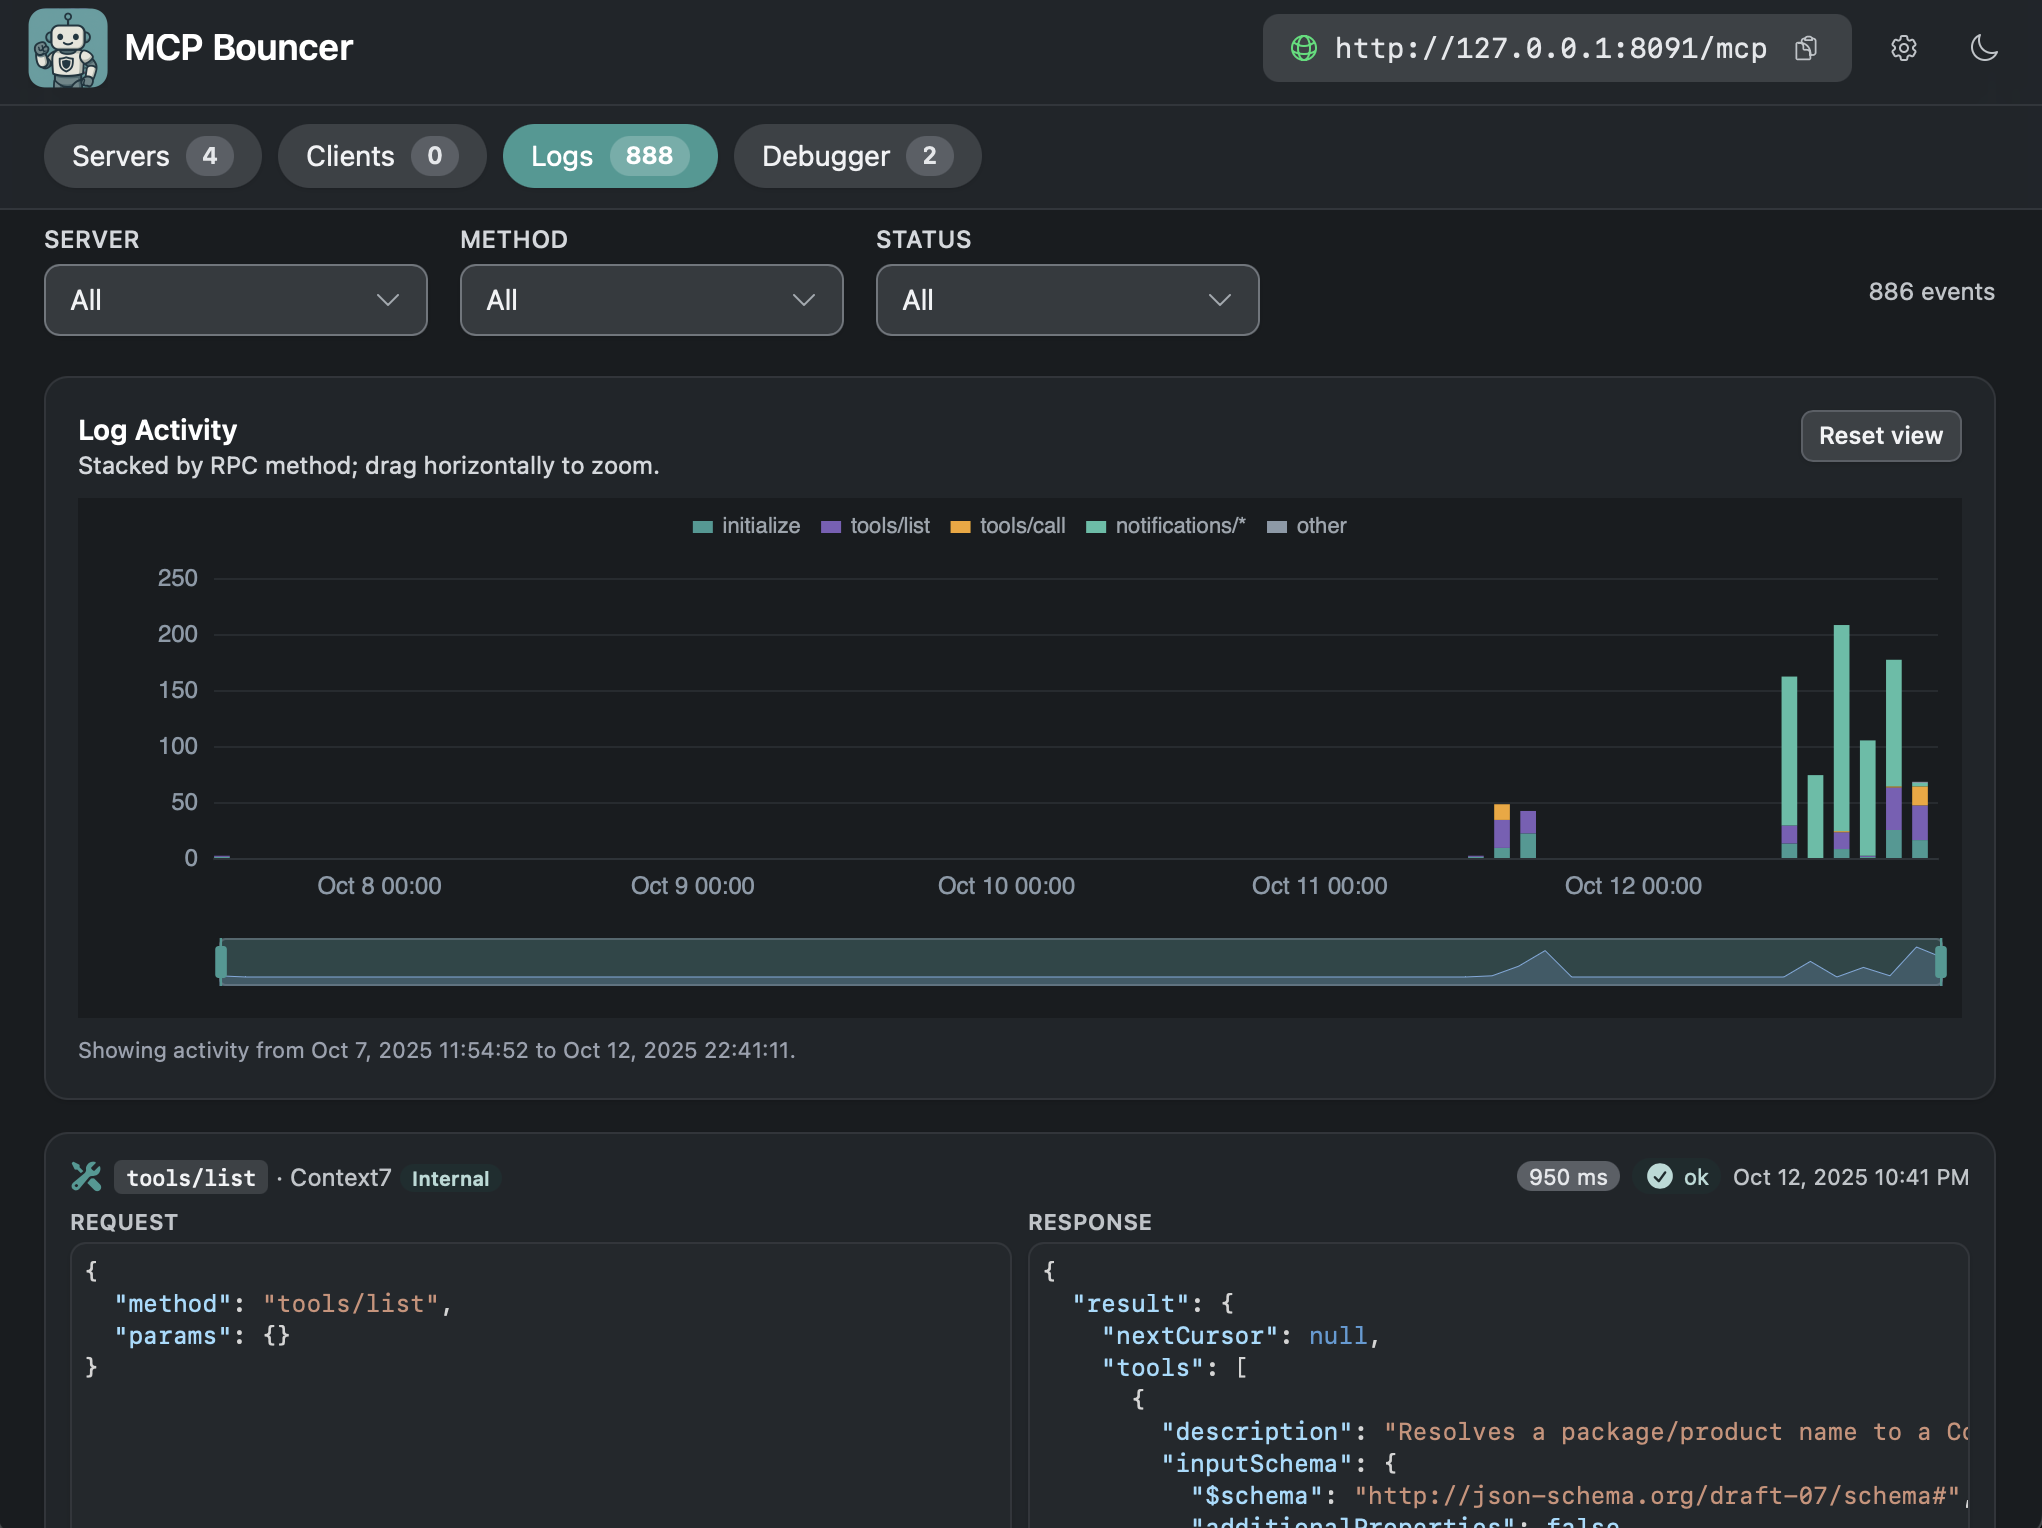 MCP Bouncer
http://127.0.0.1:8091/mcp
Servers 4
Clients 0
Logs 888
Debugger 2
SERVER
METHOD
STATUS
All
All
All
886 events
Log Activity
Stacked by RPC method; drag horizontally to zoom.
Reset view
initialize
tools/list
tools/call
notifications/*
other
250
200
150
100
50
0
Oct 8 00:00
Oct 9 00:00
Oct 10 00:00
Oct 11 00:00
Oct 12 00:00
Showing activity from Oct 7, 2025 11:54:52 to Oct 12, 2025 22:41:11.
tools/list · Context7 Internal
950 ms
ok
Oct 12, 2025 10:41 PM
REQUEST
{
"method": "tools/list",
"params": {}
}
RESPONSE
{
"result": {
"nextCursor": null,
"tools": [
{
"description": "Resolves a package/product name to a Co
"inputSchema": {
"$schema": "http://json-schema.org/draft-07/schema#",
"additionalProperties": false